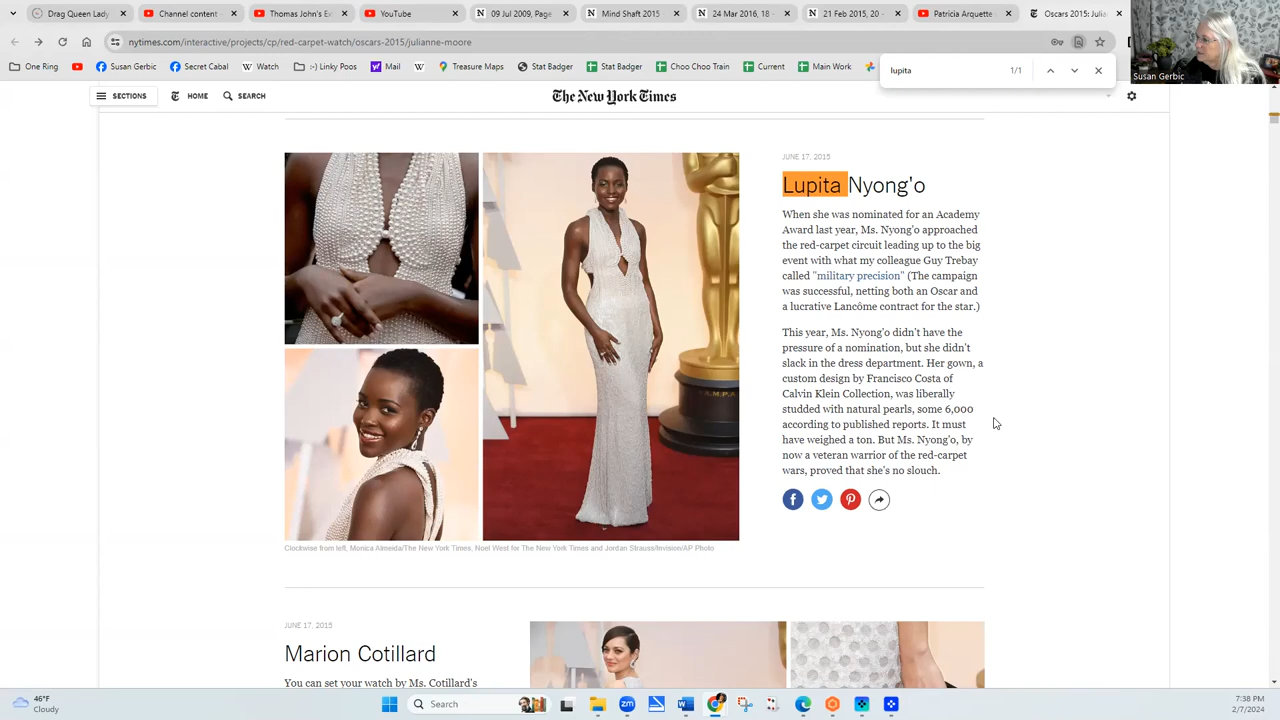 Drag Queen Lady
Channel content
Thomas John's Ex
YouTube
09 Jul 2009, Page
Mind Shaft 2015
24 Mar 2016, 18 -
21 Feb 2015, 20 -
Patricia Arquette
Oscars 2015: Julia
nytimes.com/interactive/projects/cp/red-carpet-watch/oscars-2015/julianne-moore
Susan Gerbic
One Ring
Susan Gerbic
Secret Cabal
Watch
:-) Linky Poos
Mail
Treasure Maps
Stat Badger
Stat Badger
Choo Choo Train
Current
Main Work
lupita
1/1
SECTIONS
HOME
SEARCH
The New York Times
JUNE 17, 2015
Lupita Nyong'o
When she was nominated for an Academy
Award last year, Ms. Nyong'o approached
the red-carpet circuit leading up to the big
event with what my colleague Guy Trebay
called "military precision" (The campaign
was successful, netting both an Oscar and
a lucrative Lancôme contract for the star.)
This year, Ms. Nyong'o didn't have the
pressure of a nomination, but she didn't
slack in the dress department. Her gown, a
custom design by Francisco Costa of
Calvin Klein Collection, was liberally
studded with natural pearls, some 6,000
according to published reports. It must
have weighed a ton. But Ms. Nyong'o, by
now a veteran warrior of the red-carpet
wars, proved that she's no slouch.
A.M.P.A
Clockwise from left, Monica Almeida/The New York Times, Noel West for The New York Times and Jordan Strauss/Invision/AP Photo
JUNE 17, 2015
Marion Cotillard
You can set your watch by Ms. Cotillard's
46°F
Cloudy
Search
7:38 PM
2/7/2024